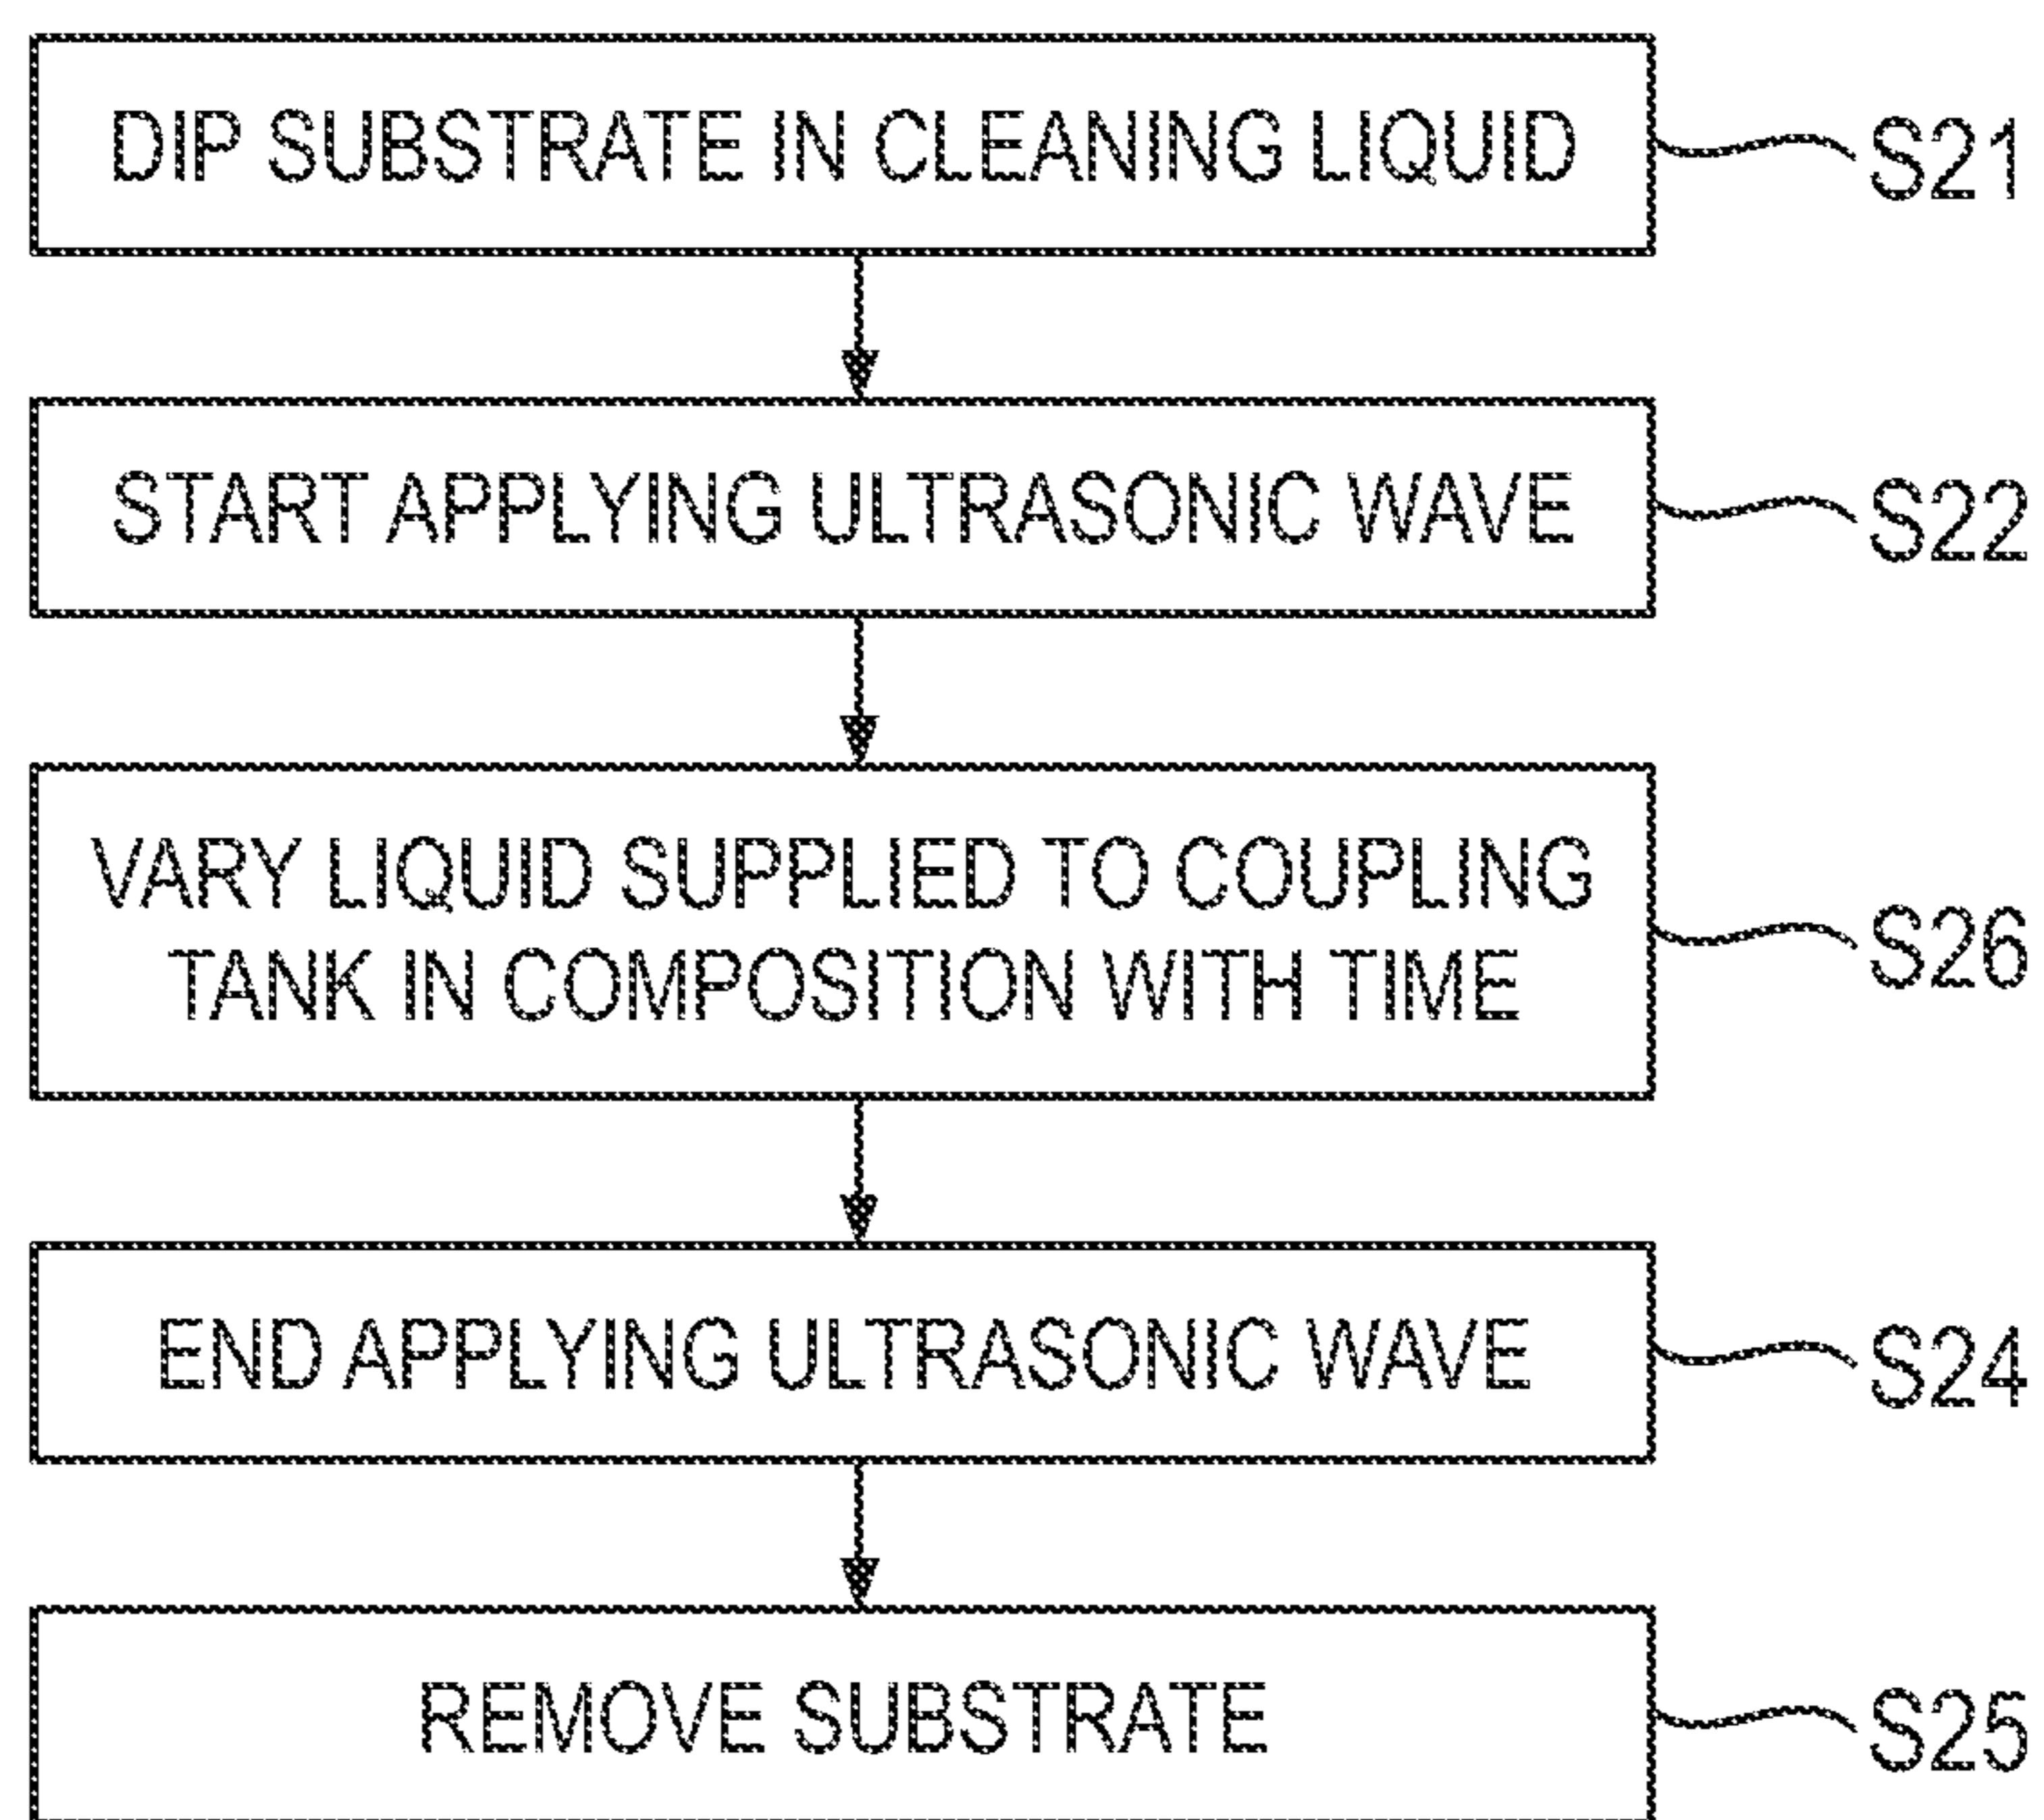 DIP SUBSTRATE IN CLEANING LIQUID
S21
START APPLYING ULTRASONIC WAVE
S22
VARY LIQUID SUPPLIED TO COUPLING
TANK IN COMPOSITION WITH TIME
S26
END APPLYING ULTRASONIC WAVE
S24
REMOVE SUBSTRATE
S25